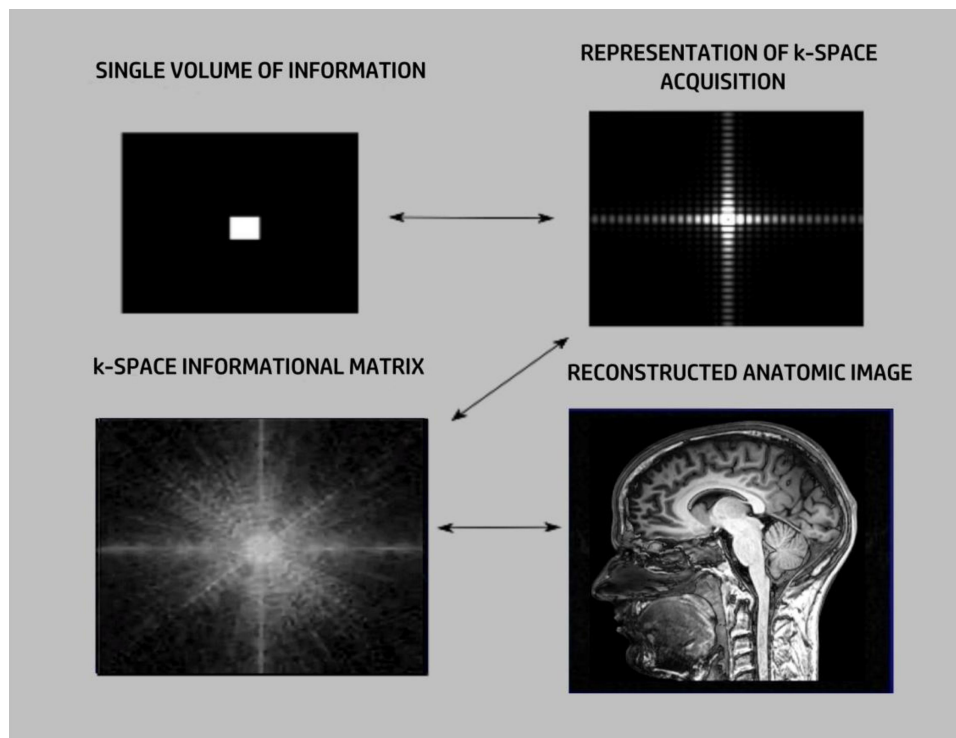 SINGLE VOLUME OF INFORMATION
REPRESENTATION OF k-SPACE
ACQUISITION
k-SPACE INFORMATIONAL MATRIX
RECONSTRUCTED ANATOMIC IMAGE